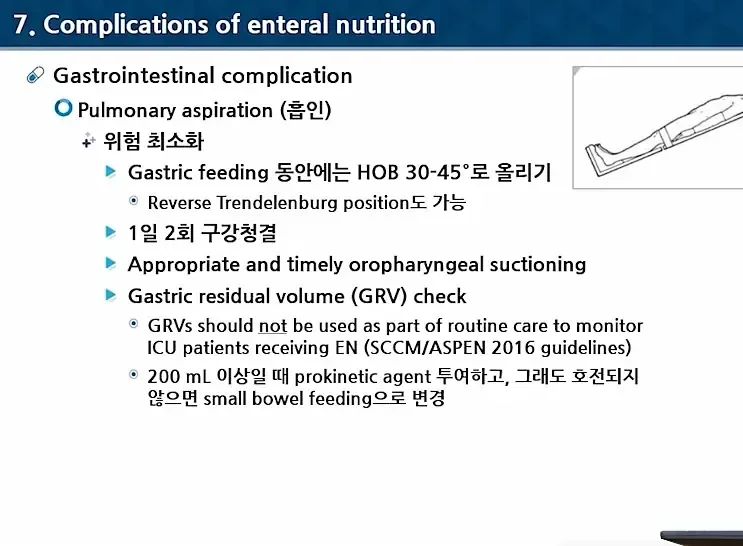 7. Complications of enteral nutrition
Gastrointestinal complication
Pulmonary aspiration (흡인)
위험 최소화
Gastric feeding 동안에는 HOB 30-45°로 올리기
Reverse Trendelenburg position도 가능
1일 2회 구강청결
Appropriate and timely oropharyngeal suctioning
Gastric residual volume (GRV) check
GRVs should not be used as part of routine care to monitor
ICU patients receiving EN (SCCM/ASPEN 2016 guidelines)
200 mL 이상일 때 prokinetic agent 투여하고, 그래도 호전되지
않으면 small bowel feeding으로 변경